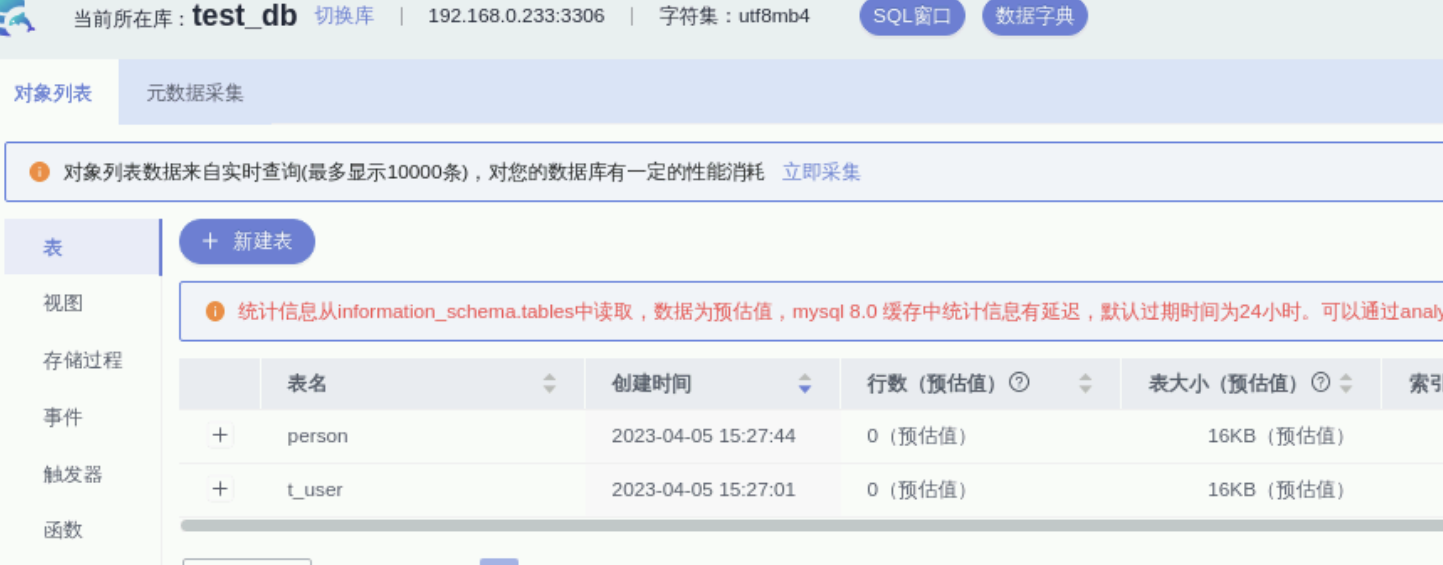 当前所在库：test_db 切换库 | 192.168.0.233:3306 | 字符集：utf8mb4 SQL窗口 数据字典
对象列表 元数据采集
对象列表数据来自实时查询(最多显示10000条)，对您的数据库有一定的性能消耗 立即采集
表
+ 新建表
视图
统计信息从information_schema.tables中读取，数据为预估值，mysql 8.0 缓存中统计信息有延迟，默认过期时间为24小时。可以通过analy
存储过程
表名 创建时间 行数（预估值） 表大小（预估值） 索引
事件
person 2023-04-05 15:27:44 0（预估值） 16KB（预估值）
触发器
t_user 2023-04-05 15:27:01 0（预估值） 16KB（预估值）
函数